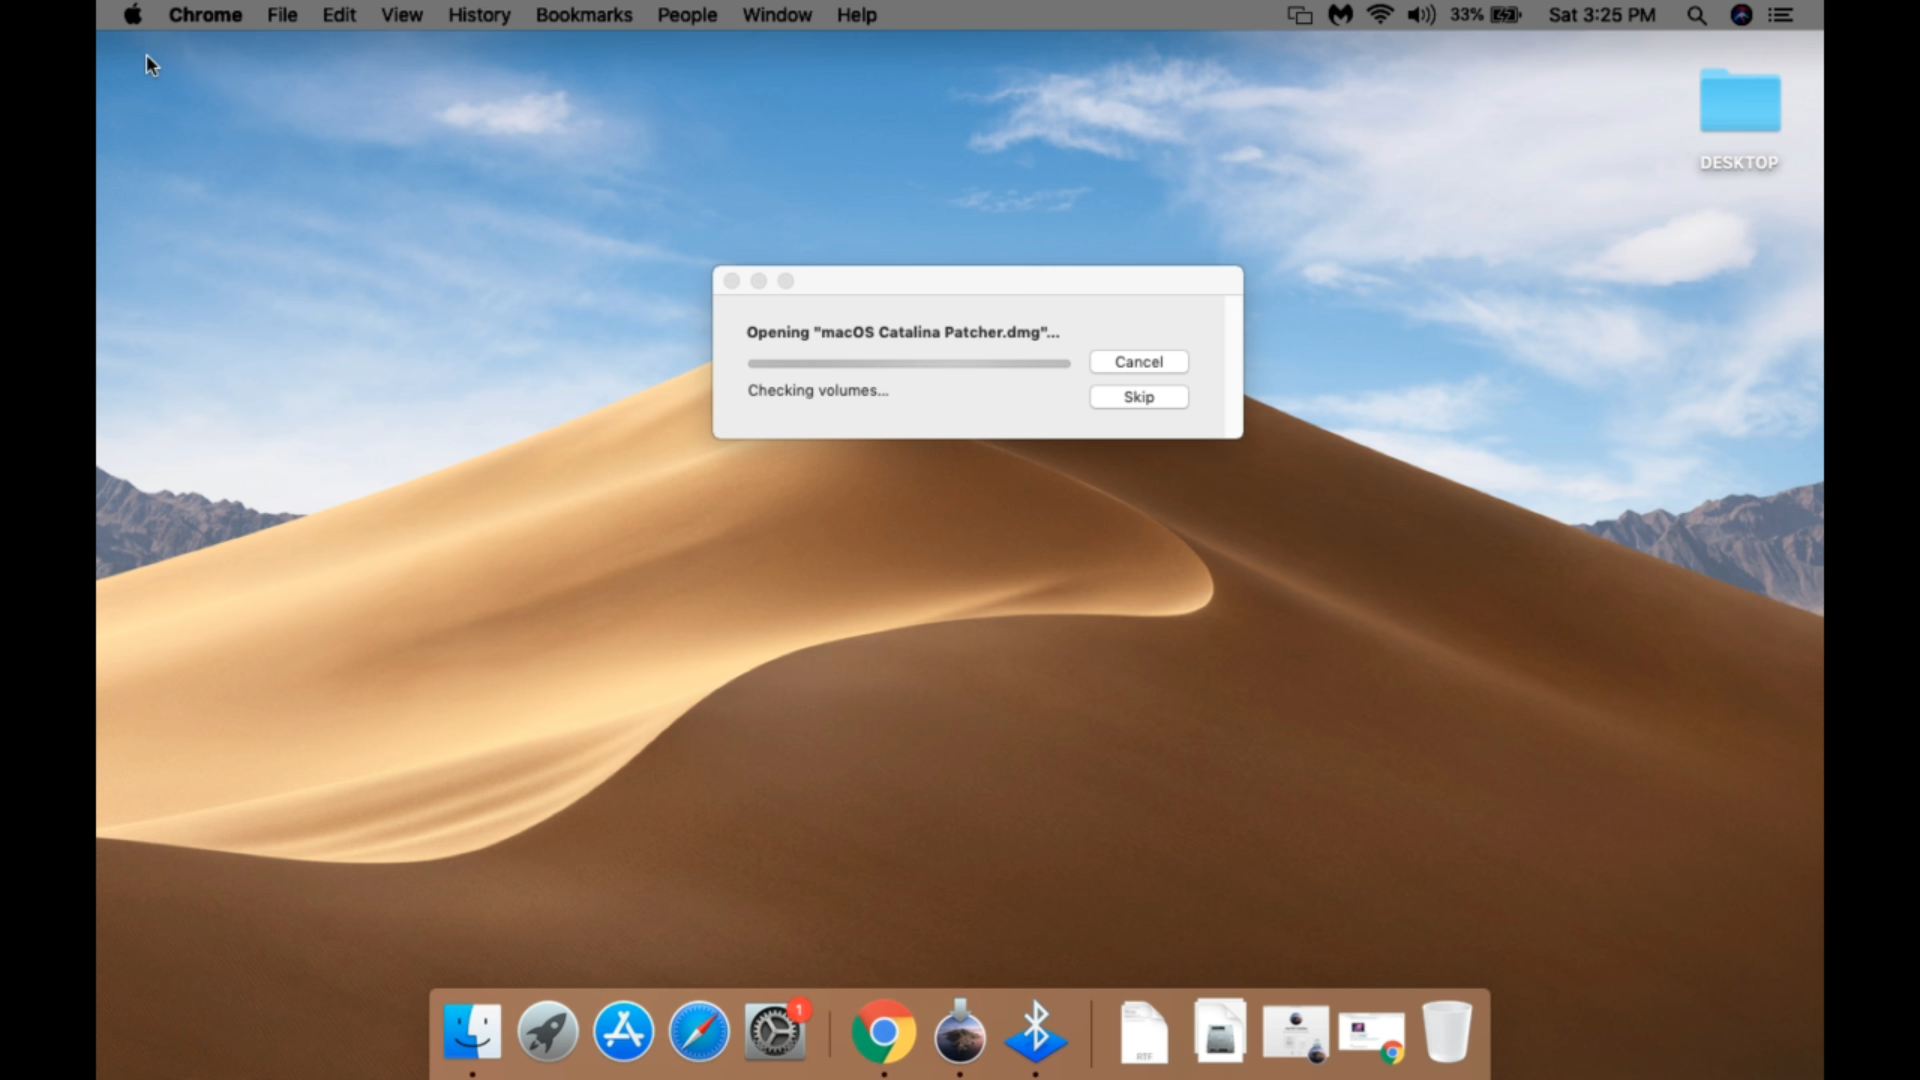 Chrome File Edit View History Bookmarks People Window Help 33% Sat 3:25 PM
DESKTOP
Opening "macOS Catalina Patcher.dmg"...
Cancel
Checking volumes...
Skip
1
RTF